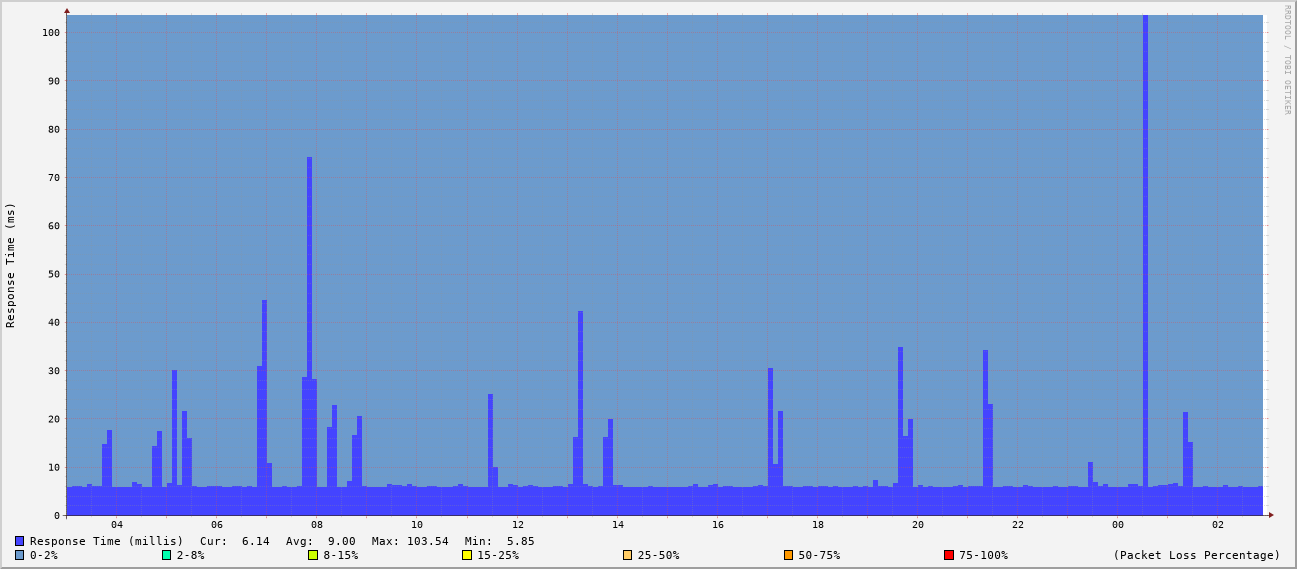 RRDTOOL / TOBI OETIKER
Response Time (ms)
100
90
80
70
60
50
40
30
20
10
0
04 06 08 10 12 14 16 18 20 22 00 02
Response Time (millis) Cur: 6.14 Avg: 9.00 Max: 103.54 Min: 5.85
0-2% 2-8% 8-15% 15-25% 25-50% 50-75% 75-100% (Packet Loss Percentage)